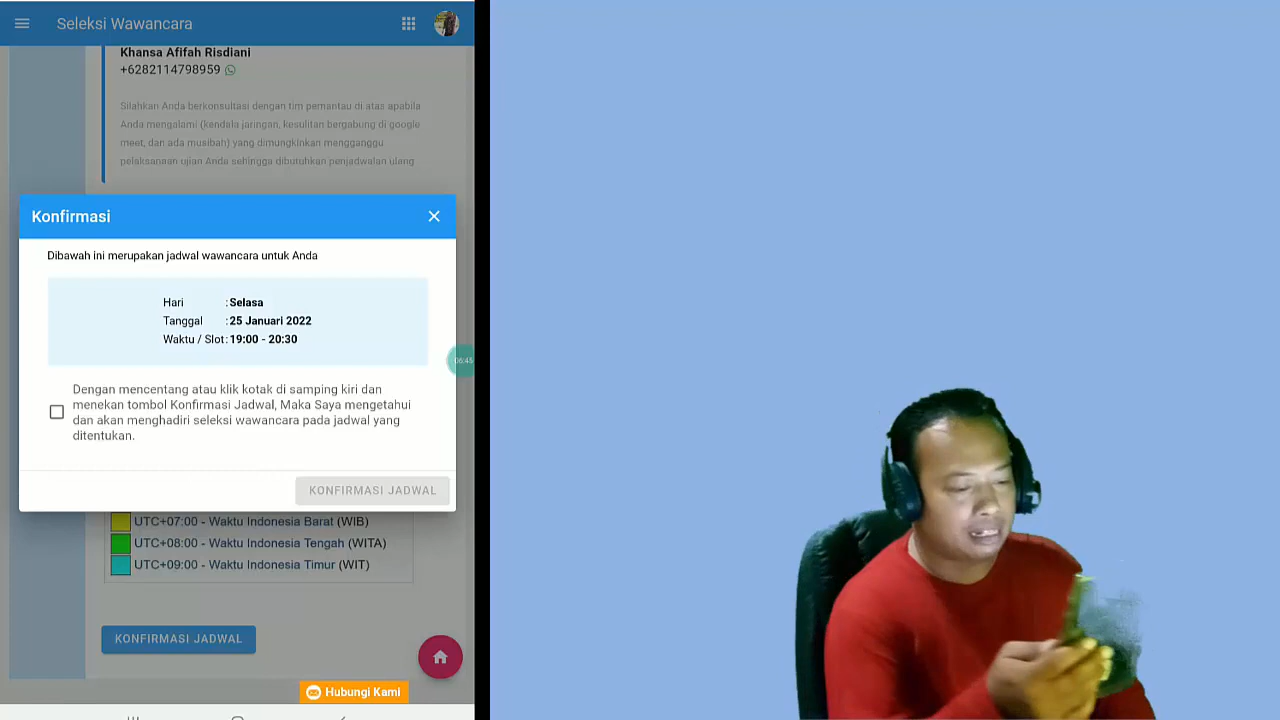 Seleksi Wawancara
Khansa Afifah Risdiani
+6282114798959
Silahkan Anda berkonsultasi dengan tim pemantau di atas apabila
Anda mengalami (kendala jaringan, kesulitan bergabung di google
meet, dan ada musibah) yang dimungkinkan mengganggu
pelaksanaan ujian Anda sehingga dibutuhkan penjadwalan ulang
Konfirmasi
Dibawah ini merupakan jadwal wawancara untuk Anda
Hari : Selasa
Tanggal : 25 Januari 2022
Waktu / Slot : 19:00 - 20:30
06:45
Dengan mencentang atau klik kotak di samping kiri dan
menekan tombol Konfirmasi Jadwal, Maka Saya mengetahui
dan akan menghadiri seleksi wawancara pada jadwal yang
ditentukan.
KONFIRMASI JADWAL
UTC+07:00 - Waktu Indonesia Barat (WIB)
UTC+08:00 - Waktu Indonesia Tengah (WITA)
UTC+09:00 - Waktu Indonesia Timur (WIT)
KONFIRMASI JADWAL
Hubungi Kami